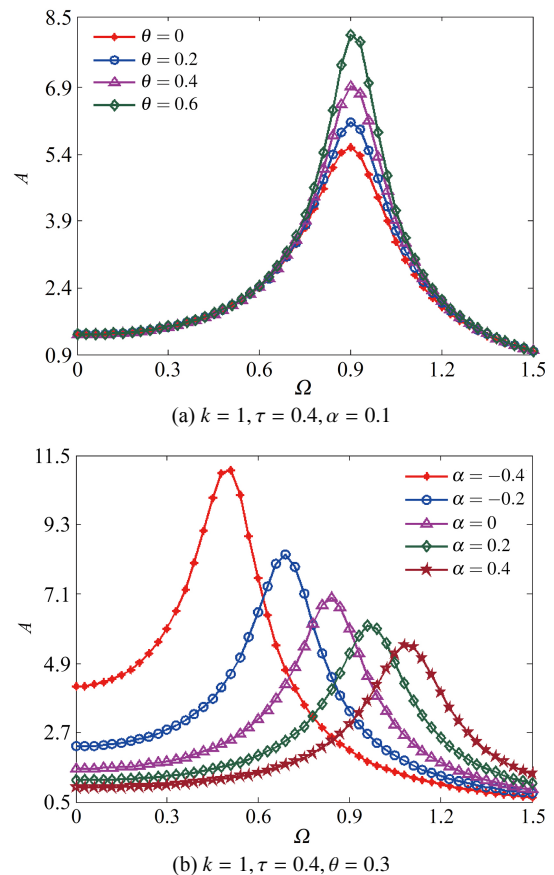 8.5
6.9
5.4
3.9
2.4
0.9
A
θ = 0
θ = 0.2
θ = 0.4
θ = 0.6
0 0.3 0.6 0.9 1.2 1.5
Ω
(a) k = 1, τ = 0.4, α = 0.1
11.5
9.3
7.1
4.9
2.7
0.5
A
α = −0.4
α = −0.2
α = 0
α = 0.2
α = 0.4
0 0.3 0.6 0.9 1.2 1.5
Ω
(b) k = 1, τ = 0.4, θ = 0.3